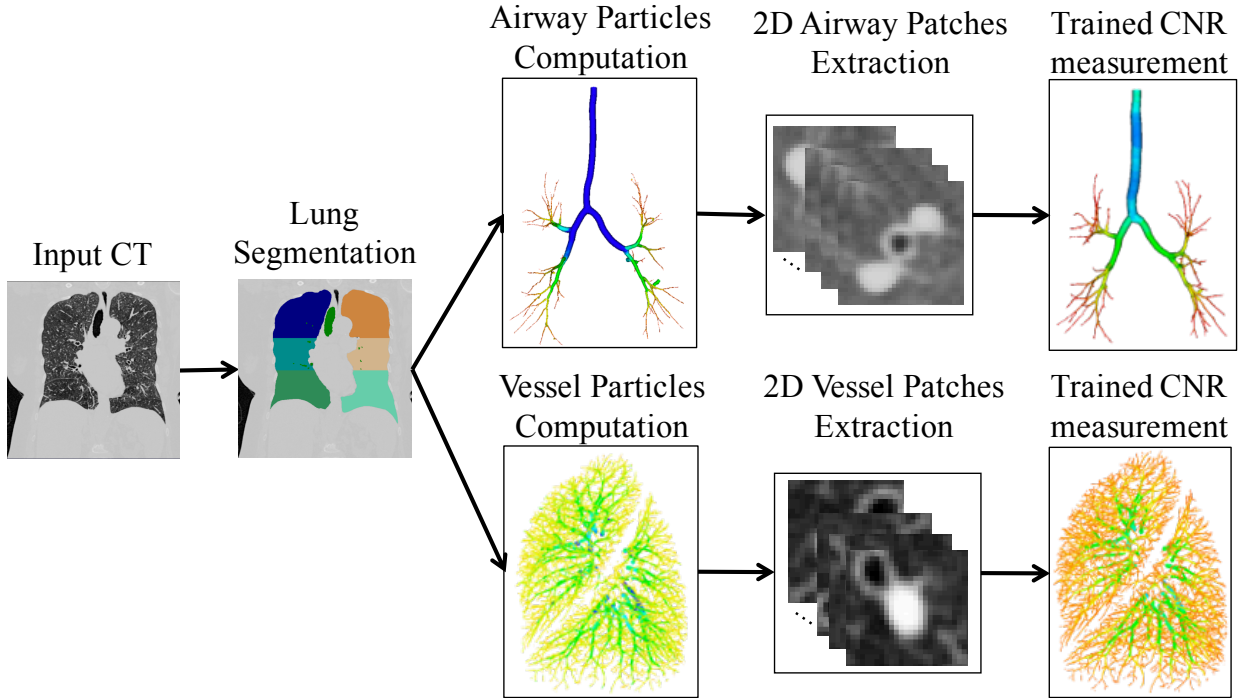 Input CT
Lung
Segmentation
Airway Particles
Computation
2D Airway Patches
Extraction
Trained CNR
measurement
Vessel Particles
Computation
2D Vessel Patches
Extraction
Trained CNR
measurement